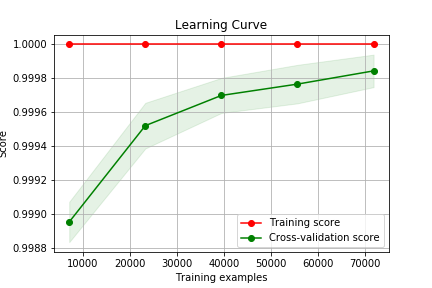 Learning Curve
1.0000
0.9998
0.9996
0.9994
0.9992
0.9990
0.9988
Score
10000 20000 30000 40000 50000 60000 70000
Training examples
Training score
Cross-validation score